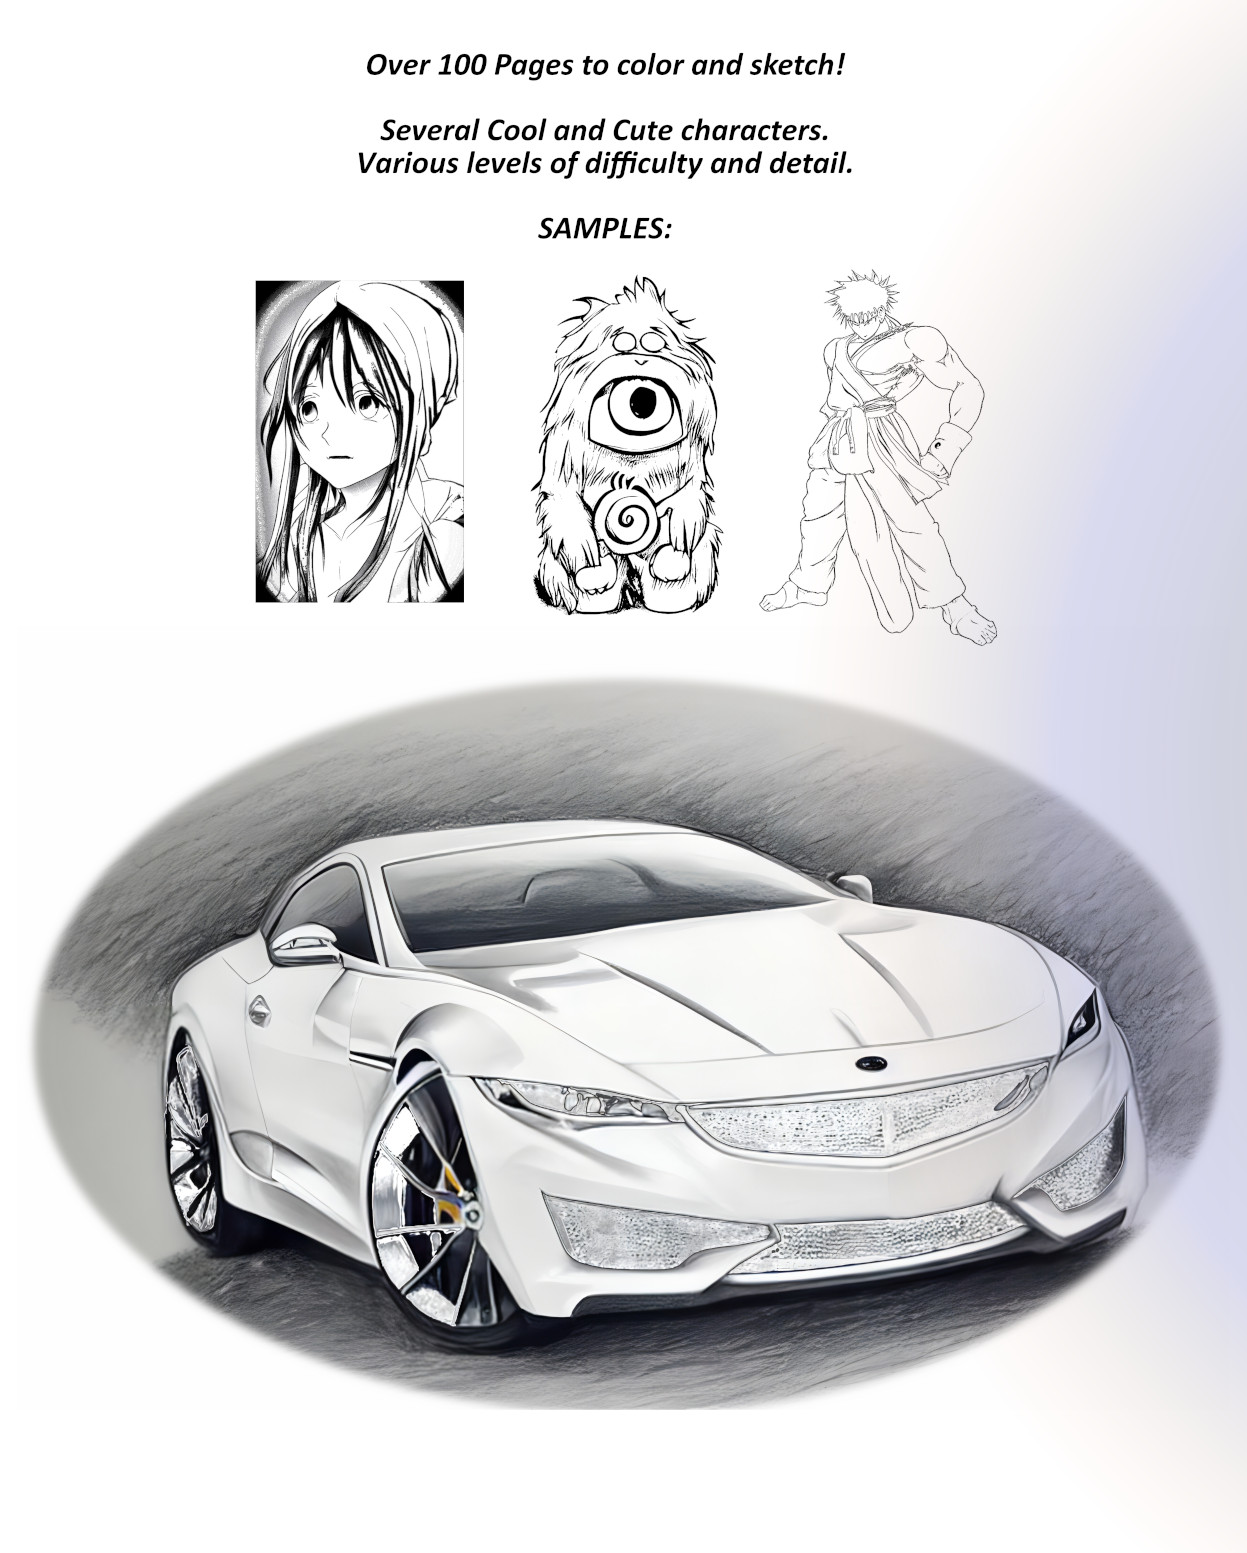 Over 100 Pages to color and sketch!
Several Cool and Cute characters.
Various levels of difficulty and detail.
SAMPLES: